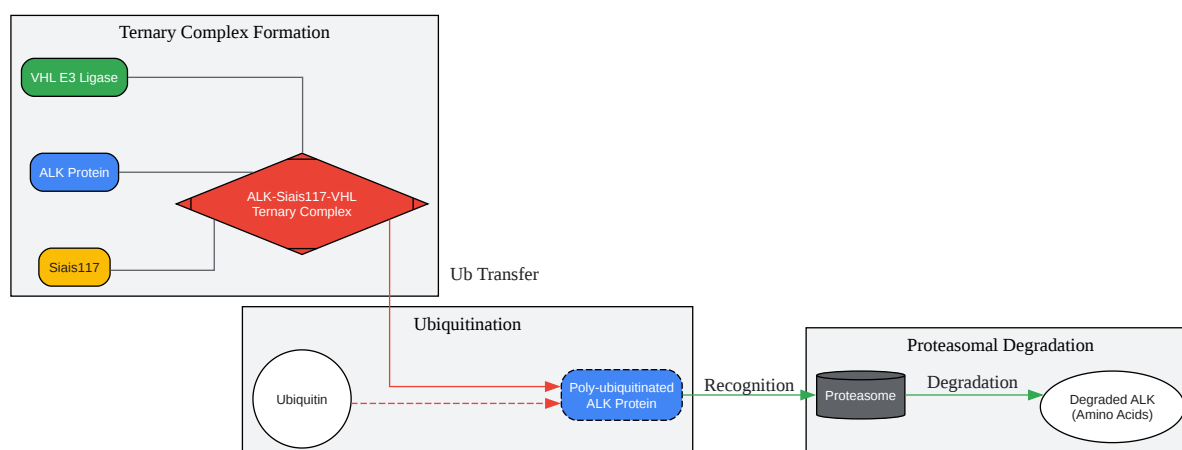 Ternary Complex Formation
VHL E3 Ligase
ALK Protein
ALK-Siais117-VHL
Ternary Complex
Siais117
Ub Transfer
Ubiquitination
Ubiquitin
Poly-ubiquitinated
ALK Protein
Recognition
Proteasomal Degradation
Proteasome
Degradation
Degraded ALK
(Amino Acids)